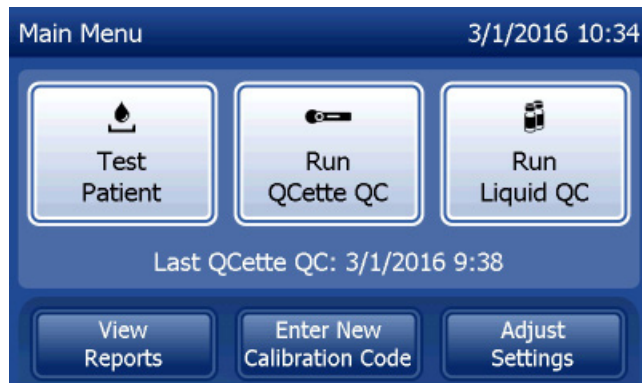 Main Menu 3/1/2016 10:34
Test
Patient
Run
QCette QC
Run
Liquid QC
Last QCette QC: 3/1/2016 9:38
View
Reports
Enter New
Calibration Code
Adjust
Settings